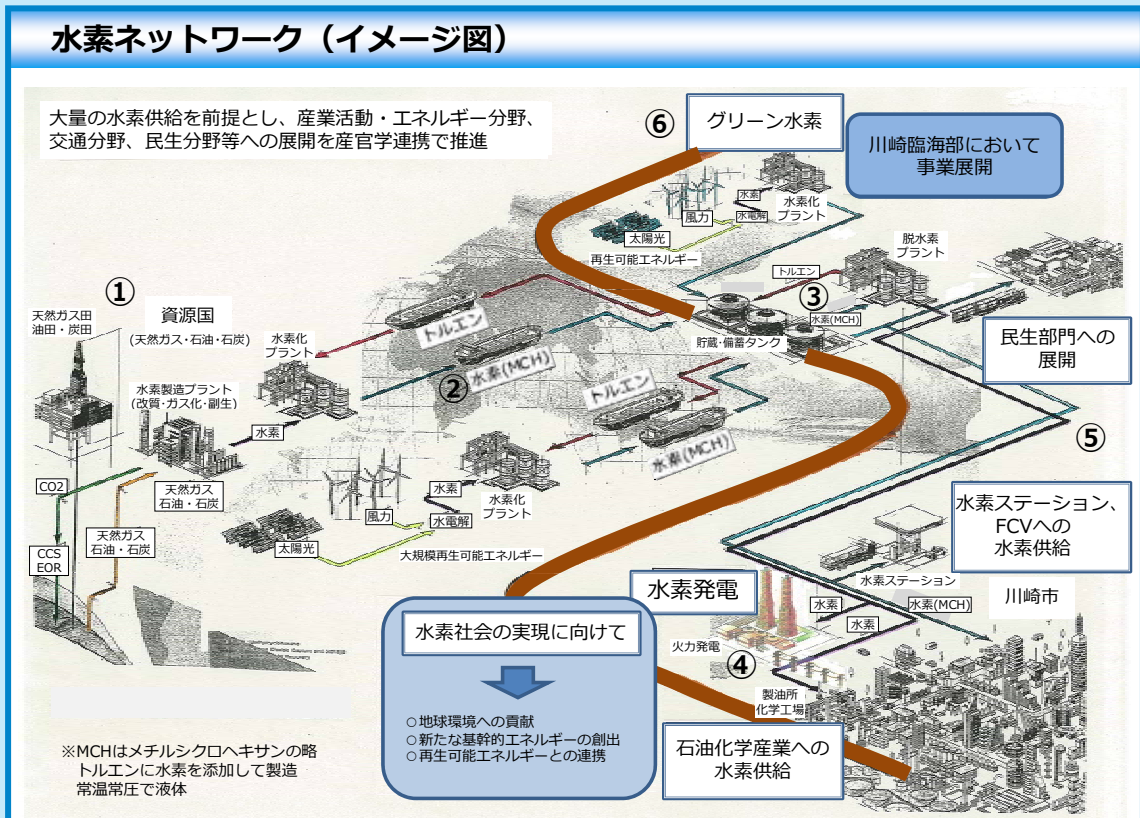 水素ネットワーク（イメージ図）
大量の水素供給を前提とし、産業活動・エネルギー分野、
交通分野、民生分野等への展開を産官学連携で推進
⑥
グリーン水素
川崎臨海部において
事業展開
水素
水素化
プラント
風力
水電解
太陽光
再生可能エネルギー
脱水素
プラント
トルエン
③
水素(MCH)
貯蔵・備蓄タンク
①
天然ガス田
油田・炭田
資源国
(天然ガス・石油・石炭)
水素化
プラント
水素製造プラント
(改質・ガス化・副生)
水素
トルエン
②
水素(MCH)
トルエン
水素(MCH)
民生部門への
展開
⑤
CO2
天然ガス
石油・石炭
天然ガス
石油・石炭
CCS
EOR
水素
水素化
プラント
風力
水電解
太陽光
大規模再生可能エネルギー
水素ステーション、
FCVへの
水素供給
水素ステーション
水素発電
水素
水素(MCH)
水素
川崎市
火力発電
④
製油所
化学工場
水素社会の実現に向けて
○地球環境への貢献
○新たな基幹的エネルギーの創出
○再生可能エネルギーとの連携
石油化学産業への
水素供給
※MCHはメチルシクロヘキサンの略
トルエンに水素を添加して製造
常温常圧で液体